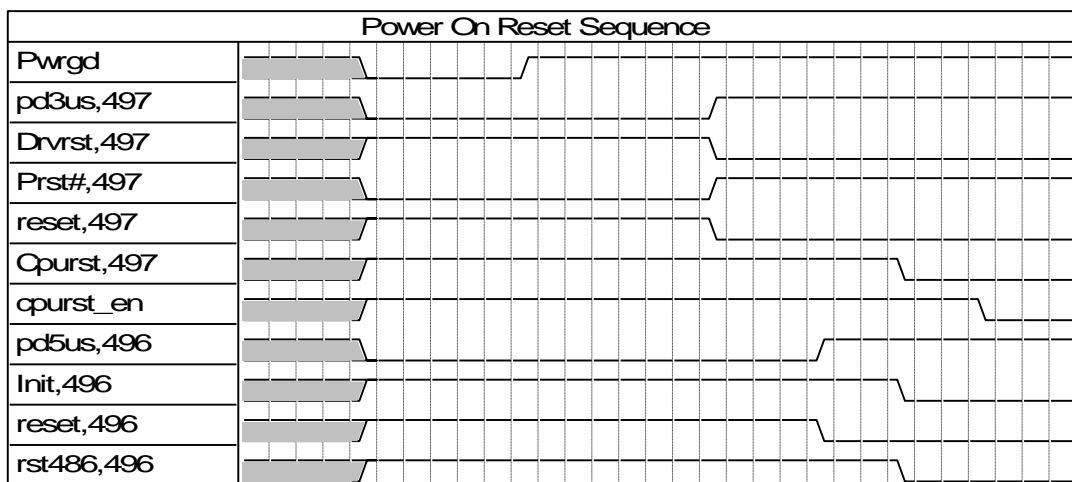 Power On Reset Sequence
Pwrgd
pd3us,497
Drvrst,497
Prst#,497
reset,497
Cpurst,497
cpurst_en
pd5us,496
Init,496
reset,496
rst486,496